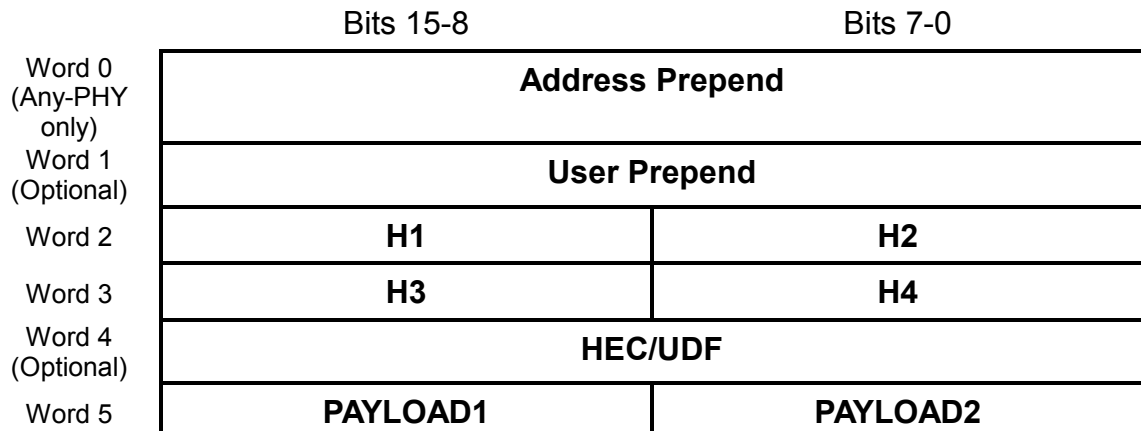 Bits 15-8 Bits 7-0
Word 0
(Any-PHY
only)
Address Prepend
Word 1
(Optional)
User Prepend
Word 2 H1 H2
Word 3 H3 H4
Word 4
(Optional)
HEC/UDF
Word 5 PAYLOAD1 PAYLOAD2